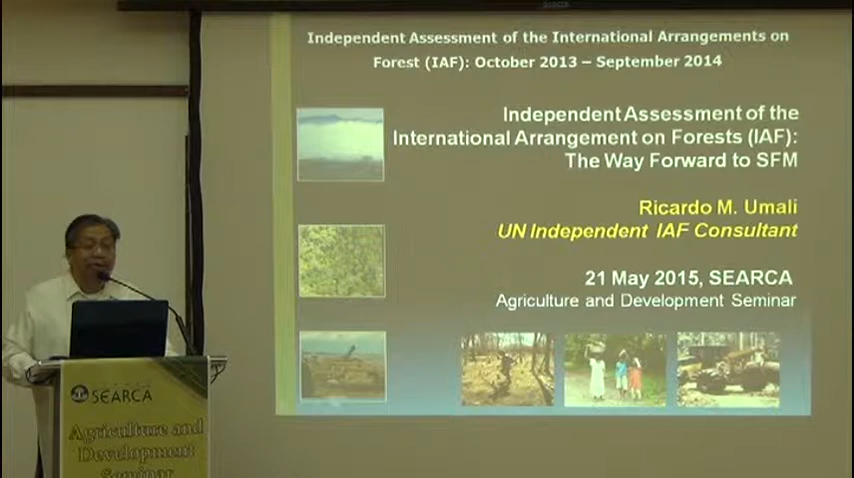 Independent Assessment of the International Arrangements on
Forest (IAF): October 2013 – September 2014
Independent Assessment of the
International Arrangement on Forests (IAF):
The Way Forward to SFM
Ricardo M. Umali
UN Independent IAF Consultant
21 May 2015, SEARCA
Agriculture and Development Seminar
SEARCA
Agriculture and
Development
Seminar